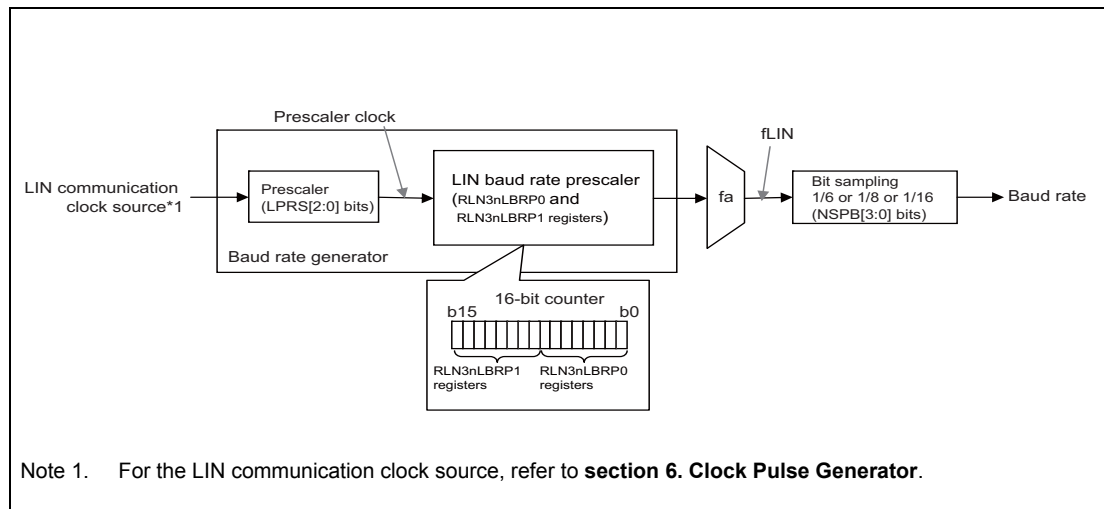 Prescaler clock
fLIN
LIN communication
clock source*1
Prescaler
(LPRS[2:0] bits)
LIN baud rate prescaler
(RLN3nLBRP0 and
RLN3nLBRP1 registers)
fa
Bit sampling
1/6 or 1/8 or 1/16
(NSPB[3:0] bits)
Baud rate
Baud rate generator
16-bit counter
b15
b0
RLN3nLBRP1
registers
RLN3nLBRP0
registers
Note 1. For the LIN communication clock source, refer to section 6. Clock Pulse Generator.